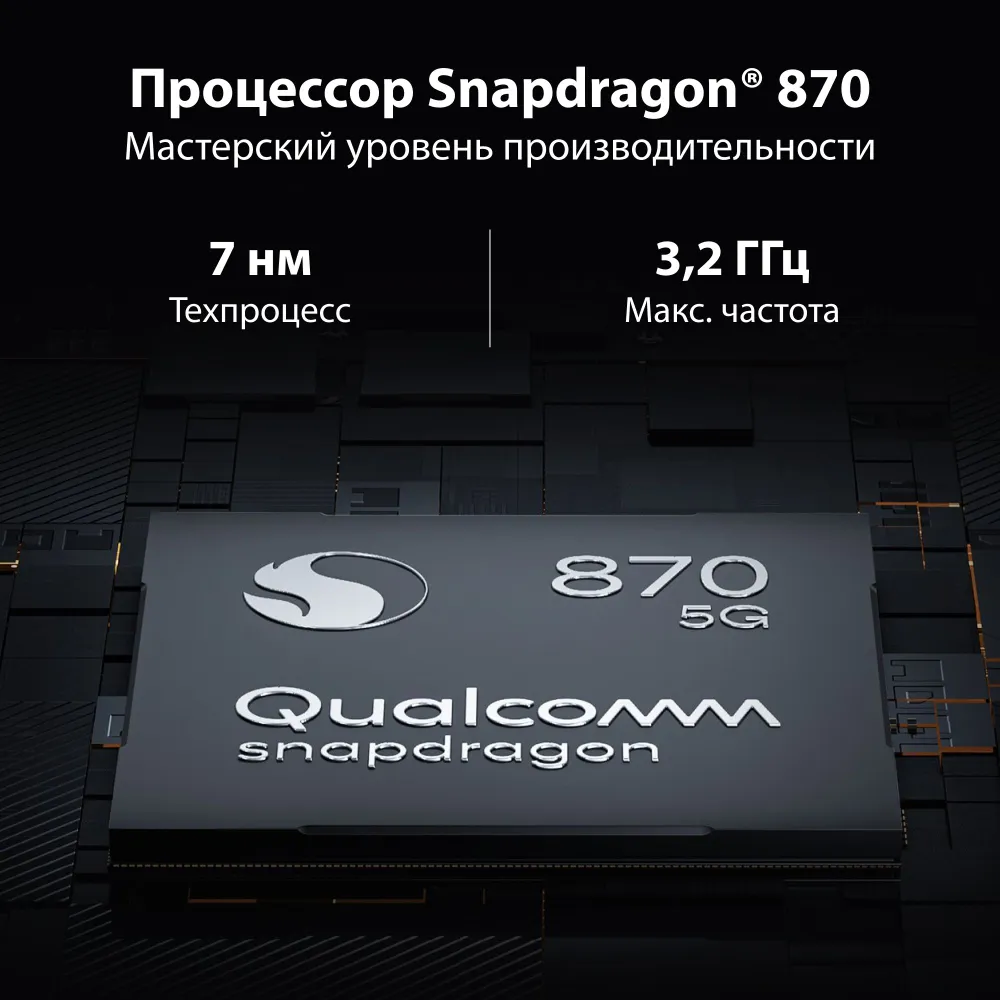 Процессор Snapdragon® 870
Мастерский уровень производительности
7 нм
Техпроцесс
3,2 ГГц
Макс. частота
870
5G
Qualcomm
snapdragon